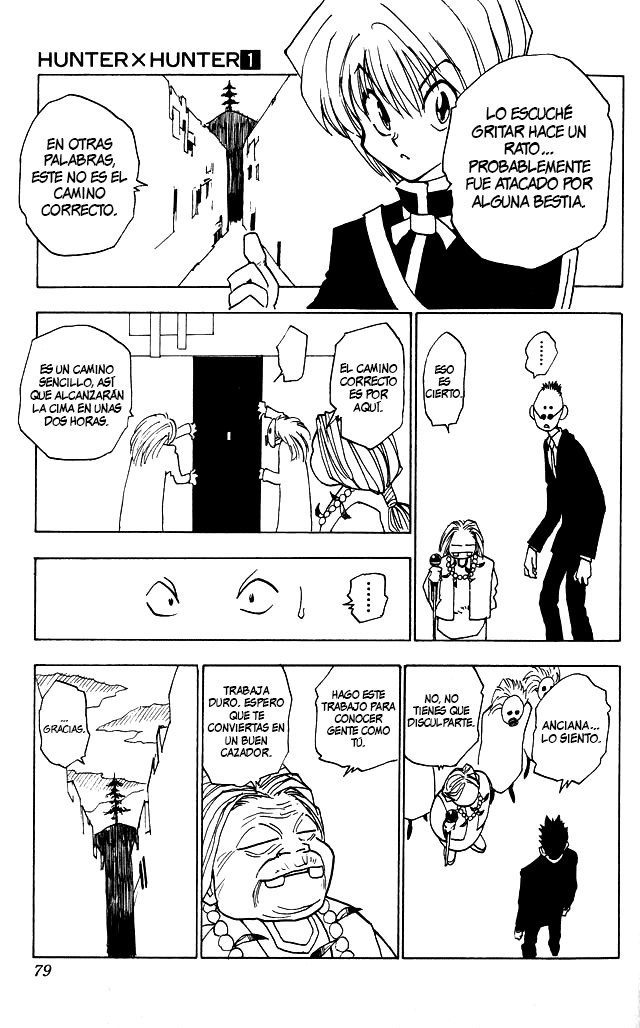 HUNTER×HUNTER 1
LO ESCUCHÉ
GRITAR HACE UN
RATO...
PROBABLEMENTE
FUE ATACADO POR
ALGUNA BESTIA.
EN OTRAS
PALABRAS,
ESTE NO ES EL
CAMINO
CORRECTO.
......
ESO
ES
CIERTO.
EL CAMINO
CORRECTO
ES POR
AQUÍ.
ES UN CAMINO
SENCILLO, ASÍ
QUE ALCANZARÁN
LA CIMA EN UNAS
DOS HORAS.
......
ANCIANA...
LO SIENTO.
NO, NO
TIENES QUE
DISCULPARTE.
HAGO ESTE
TRABAJO PARA
CONOCER
GENTE COMO
TÚ.
TRABAJA
DURO. ESPERO
QUE TE
CONVIERTAS EN
UN BUEN
CAZADOR.
...
GRACIAS.
79